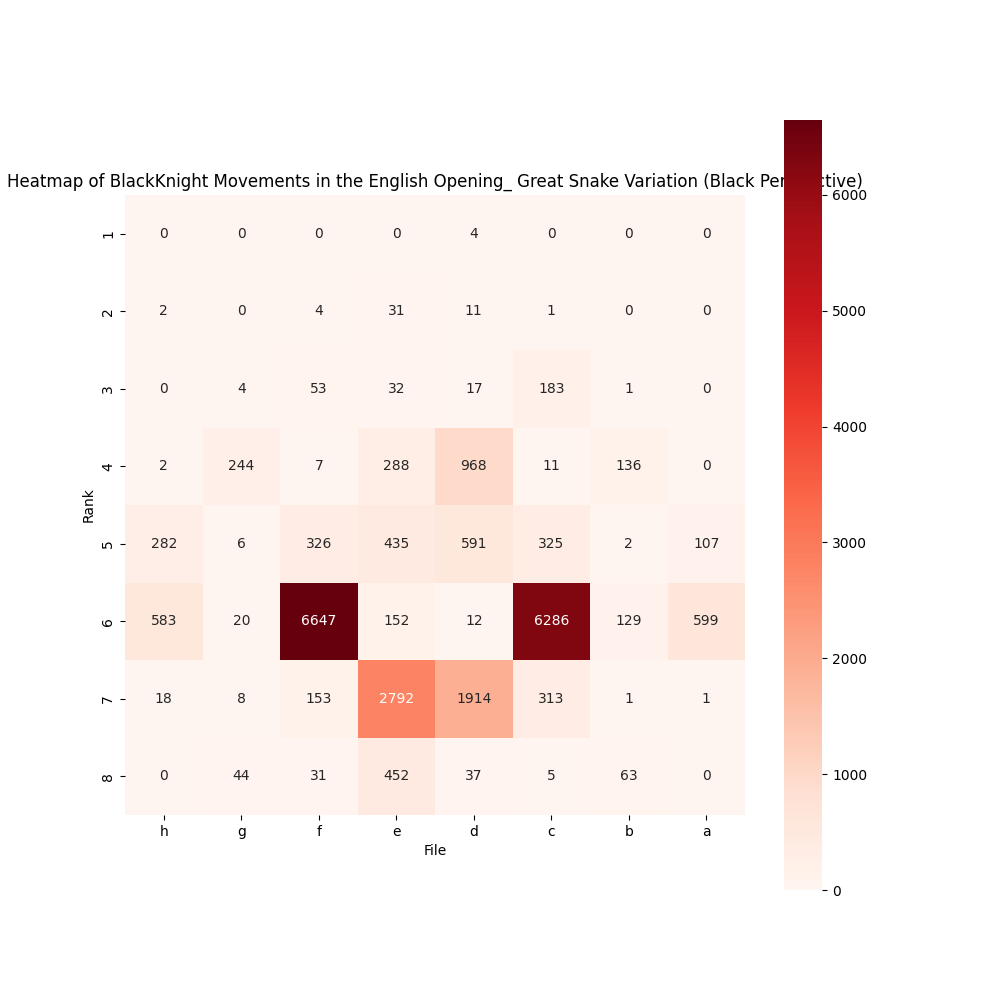 Heatmap of BlackKnight Movements in the English Opening_ Great Snake Variation (Black Per ctive)
6000
1 0 0 0 0 4 0 0 0
2 2 0 4 31 11 1 0 0
5000
3 0 4 53 32 17 183 1 0
4000
4 2 244 7 288 968 11 136 0
Rank
5 282 6 326 435 591 325 2 107
3000
6 583 20 6647 152 12 6286 129 599
2000
7 18 8 153 2792 1914 313 1 1
8 0 44 31 452 37 5 63 0
1000
h g f e d c b a
File
0